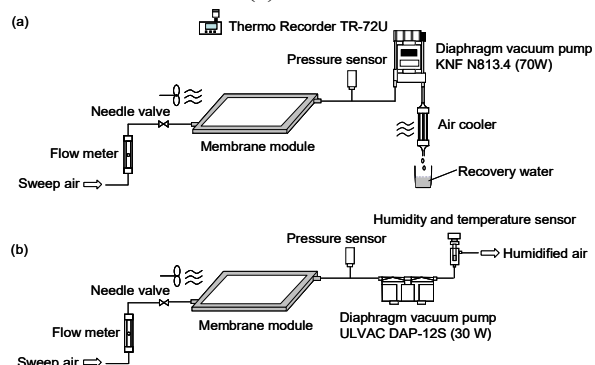 (a)
Thermo Recorder TR-72U
Pressure sensor
Diaphragm vacuum pump
KNF N813.4 (70W)
Needle valve
Air cooler
Flow meter
Membrane module
Sweep air
Recovery water
Humidity and temperature sensor
(b)
Pressure sensor
Humidified air
Needle valve
Membrane module
Diaphragm vacuum pump
ULVAC DAP-12S (30 W)
Flow meter
Sweep air